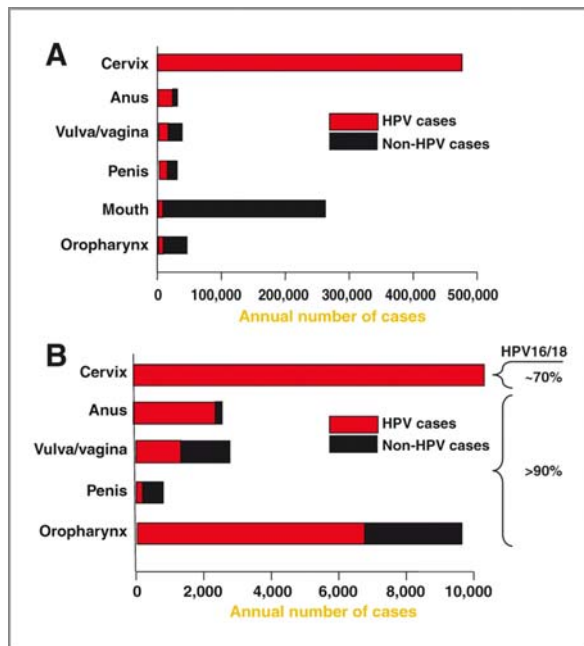 A
Cervix
Anus
Vulva/vagina
Penis
Mouth
Oropharynx
HPV cases
Non-HPV cases
0 100,000 200,000 300,000 400,000 500,000
Annual number of cases
B
HPV16/18
Cervix
~70%
Anus
Vulva/vagina
Penis
Oropharynx
HPV cases
Non-HPV cases
>90%
0 2,000 4,000 6,000 8,000 10,000
Annual number of cases